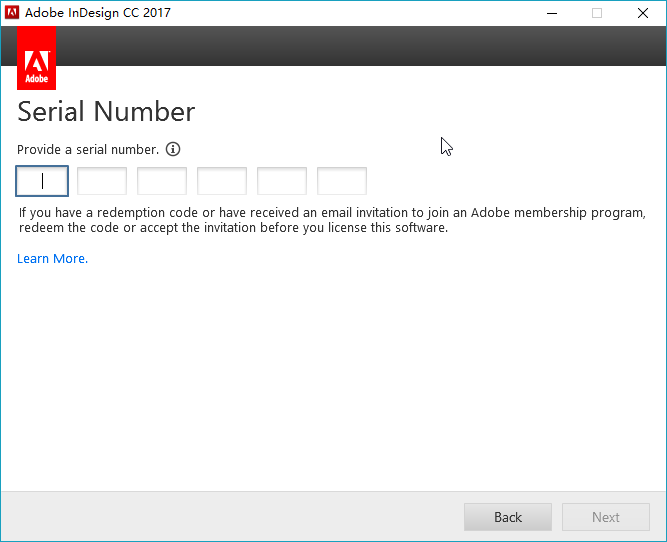 Adobe InDesign CC 2017
Adobe
Serial Number
Provide a serial number.
If you have a redemption code or have received an email invitation to join an Adobe membership program,
redeem the code or accept the invitation before you license this software.
Learn More.
Back
Next